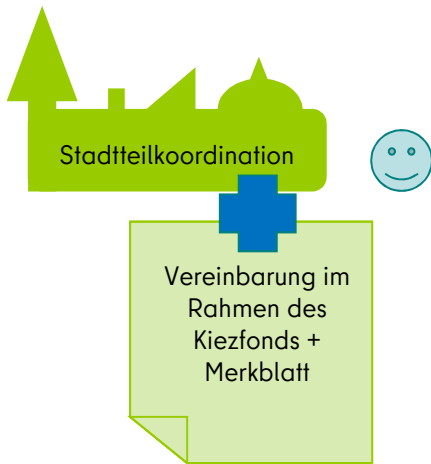 Stadtteilkoordination
Vereinbarung im
Rahmen des
Kiezfonds +
Merkblatt